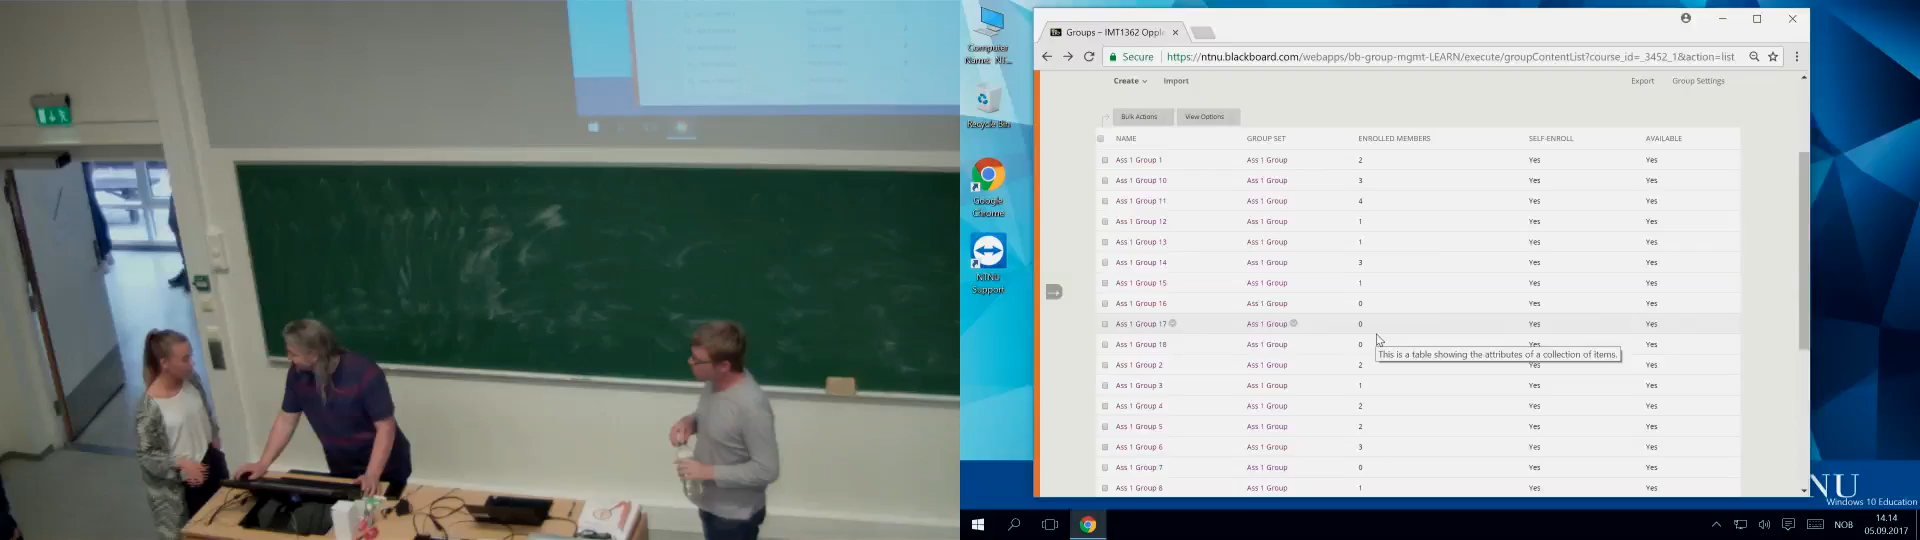 Computer
Name: NT...
Recycle Bin
Google
Chrome
NTNU
Support
Groups – IMT1362 Opple
Secure
https://ntnu.blackboard.com/webapps/bb-group-mgmt-LEARN/execute/groupContentList?course_id=_3452_1&action=list
Create Import Export Group Settings
Bulk Actions View Options
NAME GROUP SET ENROLLED MEMBERS SELF-ENROLL AVAILABLE
Ass 1 Group 1 Ass 1 Group 2 Yes Yes
Ass 1 Group 10 Ass 1 Group 3 Yes Yes
Ass 1 Group 11 Ass 1 Group 4 Yes Yes
Ass 1 Group 12 Ass 1 Group 1 Yes Yes
Ass 1 Group 13 Ass 1 Group 1 Yes Yes
Ass 1 Group 14 Ass 1 Group 3 Yes Yes
Ass 1 Group 15 Ass 1 Group 1 Yes Yes
Ass 1 Group 16 Ass 1 Group 0 Yes Yes
Ass 1 Group 17 Ass 1 Group 0 Yes Yes
Ass 1 Group 18 Ass 1 Group 0 Yes Yes
This is a table showing the attributes of a collection of items.
Ass 1 Group 2 Ass 1 Group 2 Yes Yes
Ass 1 Group 3 Ass 1 Group 1 Yes Yes
Ass 1 Group 4 Ass 1 Group 2 Yes Yes
Ass 1 Group 5 Ass 1 Group 2 Yes Yes
Ass 1 Group 6 Ass 1 Group 3 Yes Yes
Ass 1 Group 7 Ass 1 Group 0 Yes Yes
Ass 1 Group 8 Ass 1 Group 1 Yes Yes
NU
Windows 10 Education
NOB
14.14
05.09.2017